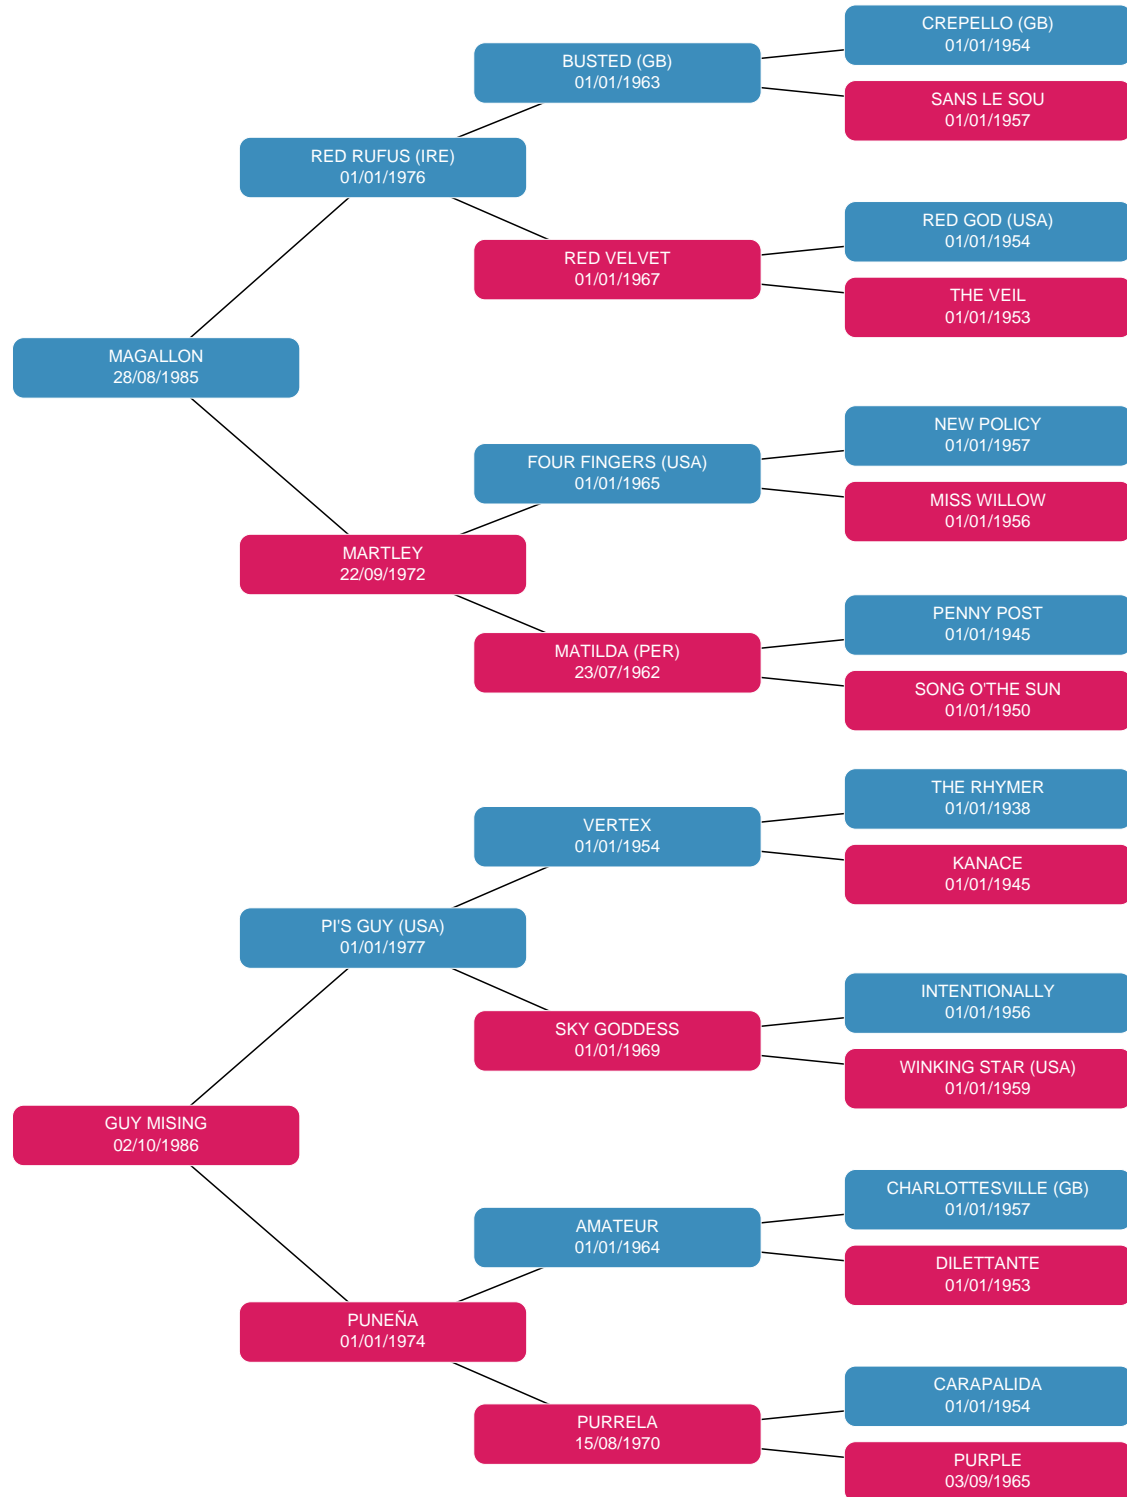 CREPELLO (GB)
01/01/1954
BUSTED (GB)
01/01/1963
SANS LE SOU
01/01/1957
RED RUFUS (IRE)
01/01/1976
RED GOD (USA)
01/01/1954
RED VELVET
01/01/1967
THE VEIL
01/01/1953
MAGALLON
28/08/1985
NEW POLICY
01/01/1957
FOUR FINGERS (USA)
01/01/1965
MISS WILLOW
01/01/1956
MARTLEY
22/09/1972
PENNY POST
01/01/1945
MATILDA (PER)
23/07/1962
SONG O'THE SUN
01/01/1950
THE RHYMER
01/01/1938
VERTEX
01/01/1954
KANACE
01/01/1945
PI'S GUY (USA)
01/01/1977
INTENTIONALLY
01/01/1956
SKY GODDESS
01/01/1969
WINKING STAR (USA)
01/01/1959
GUY MISING
02/10/1986
CHARLOTTESVILLE (GB)
01/01/1957
AMATEUR
01/01/1964
DILETTANTE
01/01/1953
PUNEÑA
01/01/1974
CARAPALIDA
01/01/1954
PURRELA
15/08/1970
PURPLE
03/09/1965